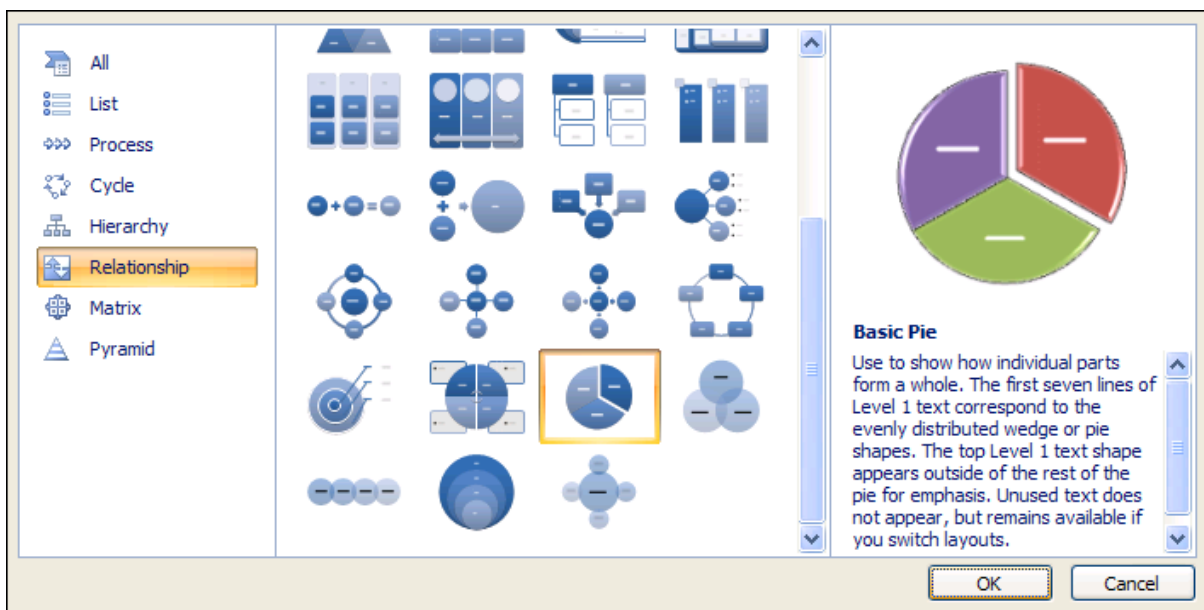 All
List
Process
Cycle
Hierarchy
Relationship
Matrix
Pyramid
Basic Pie
Use to show how individual parts
form a whole. The first seven lines of
Level 1 text correspond to the
evenly distributed wedge or pie
shapes. The top Level 1 text shape
appears outside of the rest of the
pie for emphasis. Unused text does
not appear, but remains available if
you switch layouts.
OK
Cancel